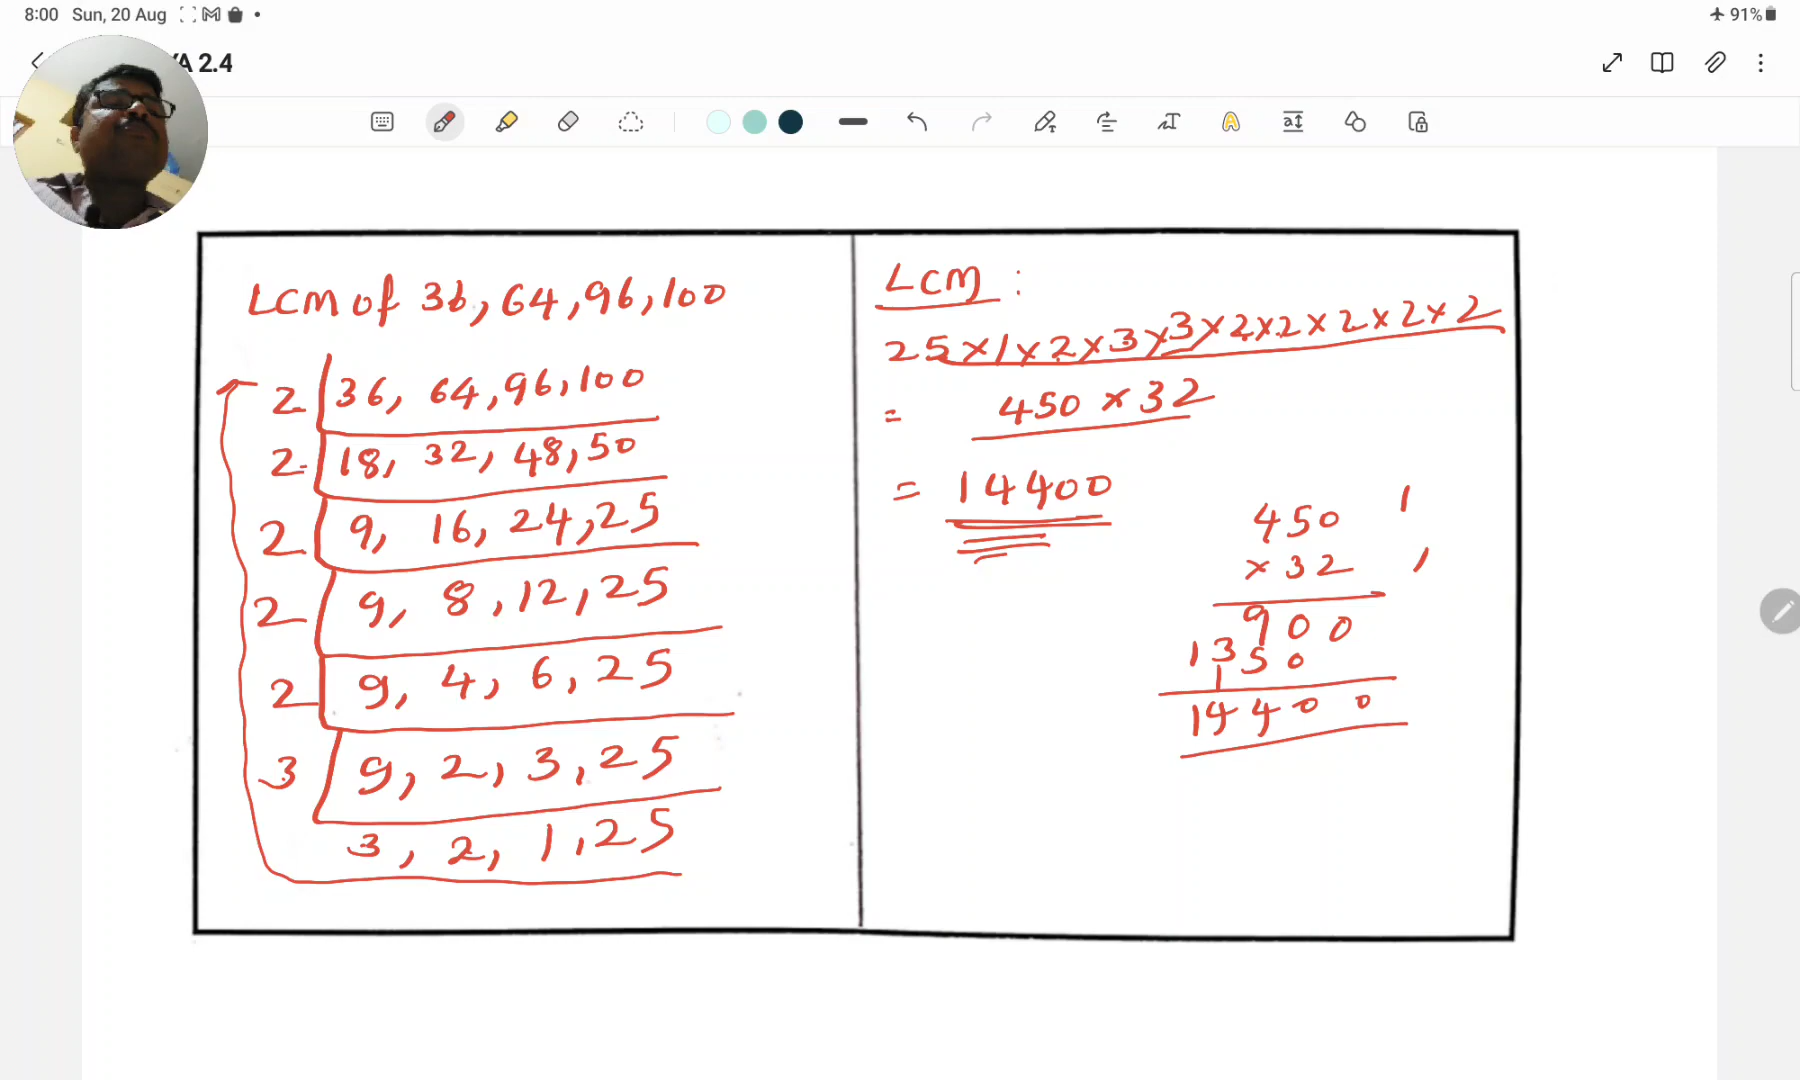 8:00 Sun, 20 Aug
91%
A 2.4
LCM of 36, 64, 96, 100
2 36, 64, 96, 100
2 18, 32, 48, 50
2 9, 16, 24, 25
2 9, 8, 12, 25
2 9, 4, 6, 25
3 9, 2, 3, 25
3, 2, 1, 25
LCM :
25×1×2×3×3×2×2×2×2×2
= 450 × 32
= 14400
450
× 32
900
1350
1
14400